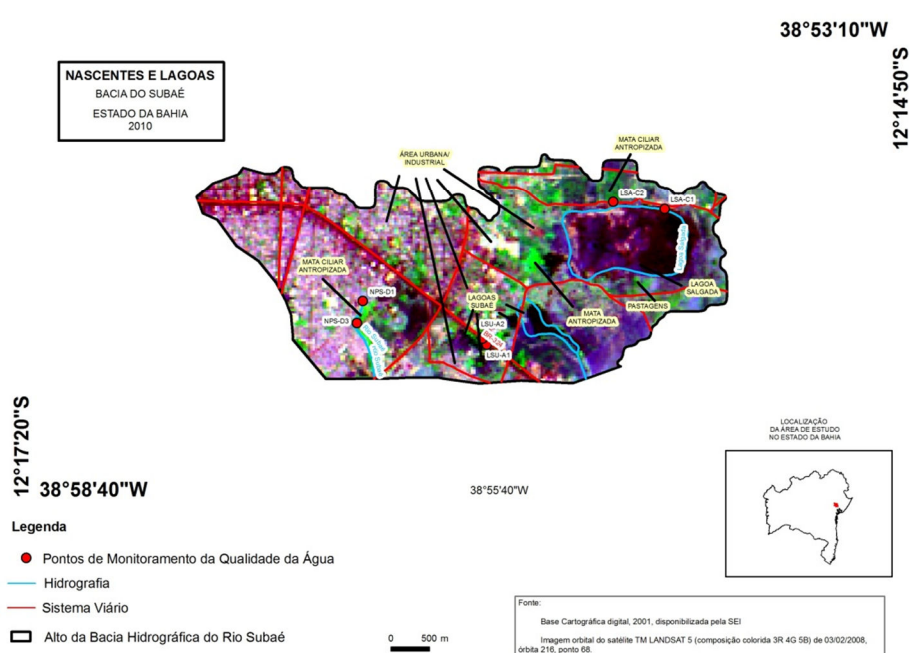 38°53'10"W
12°14'50"S
NASCENTES E LAGOAS
BACIA DO SUBAÉ
ESTADO DA BAHIA
2010
ÁREA URBANA/
INDUSTRIAL
MATA CILIAR
ANTROPIZADA
LSA-C2
LSA-C1
Lagoa Salgada
MATA CILIAR
ANTROPIZADA
LAGOA
SALGADA
PASTAGENS
NPS-D1
LAGOAS
SUBAÉ
MATA
ANTROPIZADA
NPS-D3
LSU-A2
BR-324
LSU-A1
12°17'20"S
38°58'40"W
38°55'40"W
LOCALIZAÇÃO
DA ÁREA DE ESTUDO
NO ESTADO DA BAHIA
Legenda
Pontos de Monitoramento da Qualidade da Água
Hidrografia
Sistema Viário
Alto da Bacia Hidrográfica do Rio Subaé
0 500 m
Fonte:
Base Cartográfica digital, 2001, disponibilizada pela SEI
Imagem orbital do satélite TM LANDSAT 5 (composição colorida 3R 4G 5B) de 03/02/2008,
órbita 216, ponto 68.